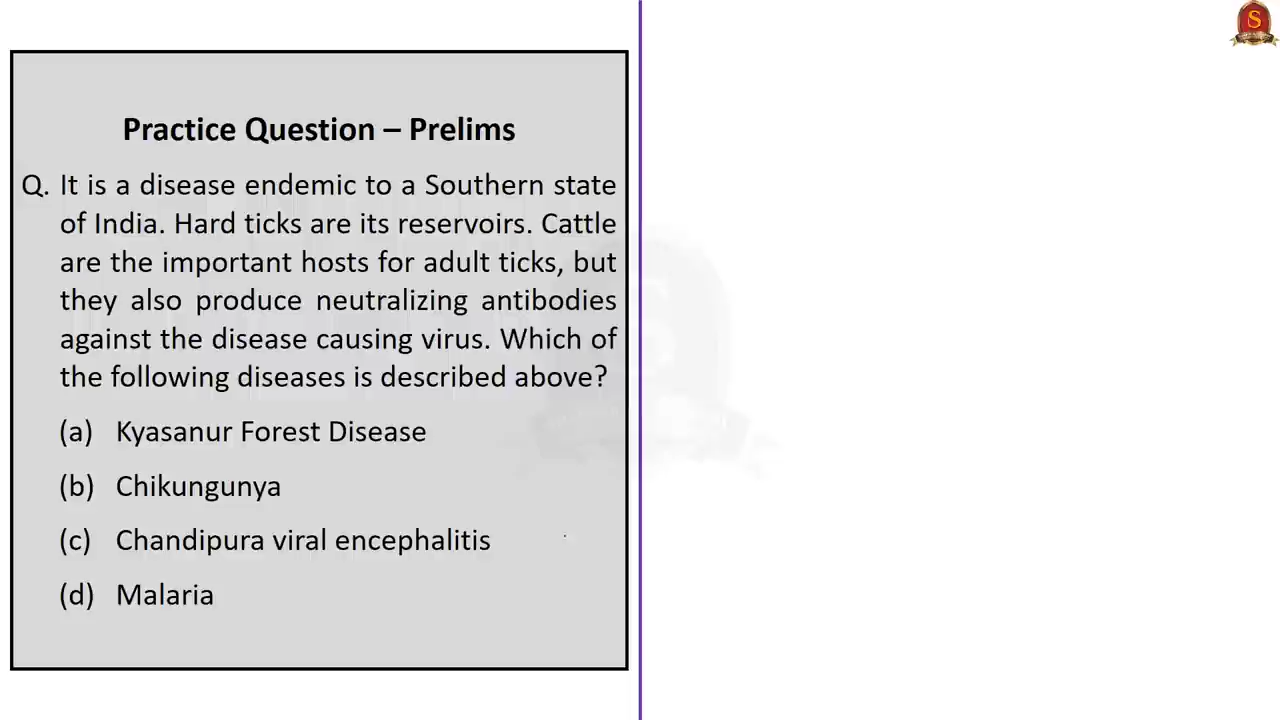 S
Practice Question – Prelims
Q. It is a disease endemic to a Southern state
of India. Hard ticks are its reservoirs. Cattle
are the important hosts for adult ticks, but
they also produce neutralizing antibodies
against the disease causing virus. Which of
the following diseases is described above?
(a) Kyasanur Forest Disease
(b) Chikungunya
(c) Chandipura viral encephalitis
(d) Malaria